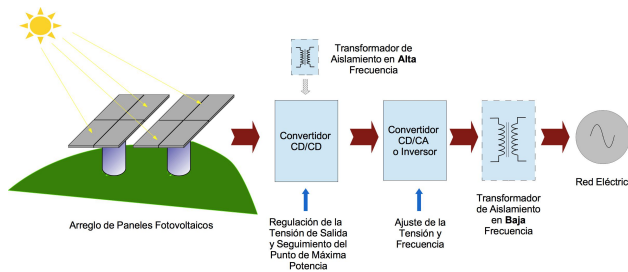 Transformador de
Aislamiento en Alta
Frecuencia
Convertidor
CD/CD
Convertidor
CD/CA
o Inversor
Red Eléctric
Arreglo de Paneles Fotovoltaicos
Regulación de la
Tensión de Salida
y Seguimiento del
Punto de Máxima
Potencia
Ajuste de la
Tensión y
Frecuencia
Transformador
de Aislamiento
en Baja
Frecuencia